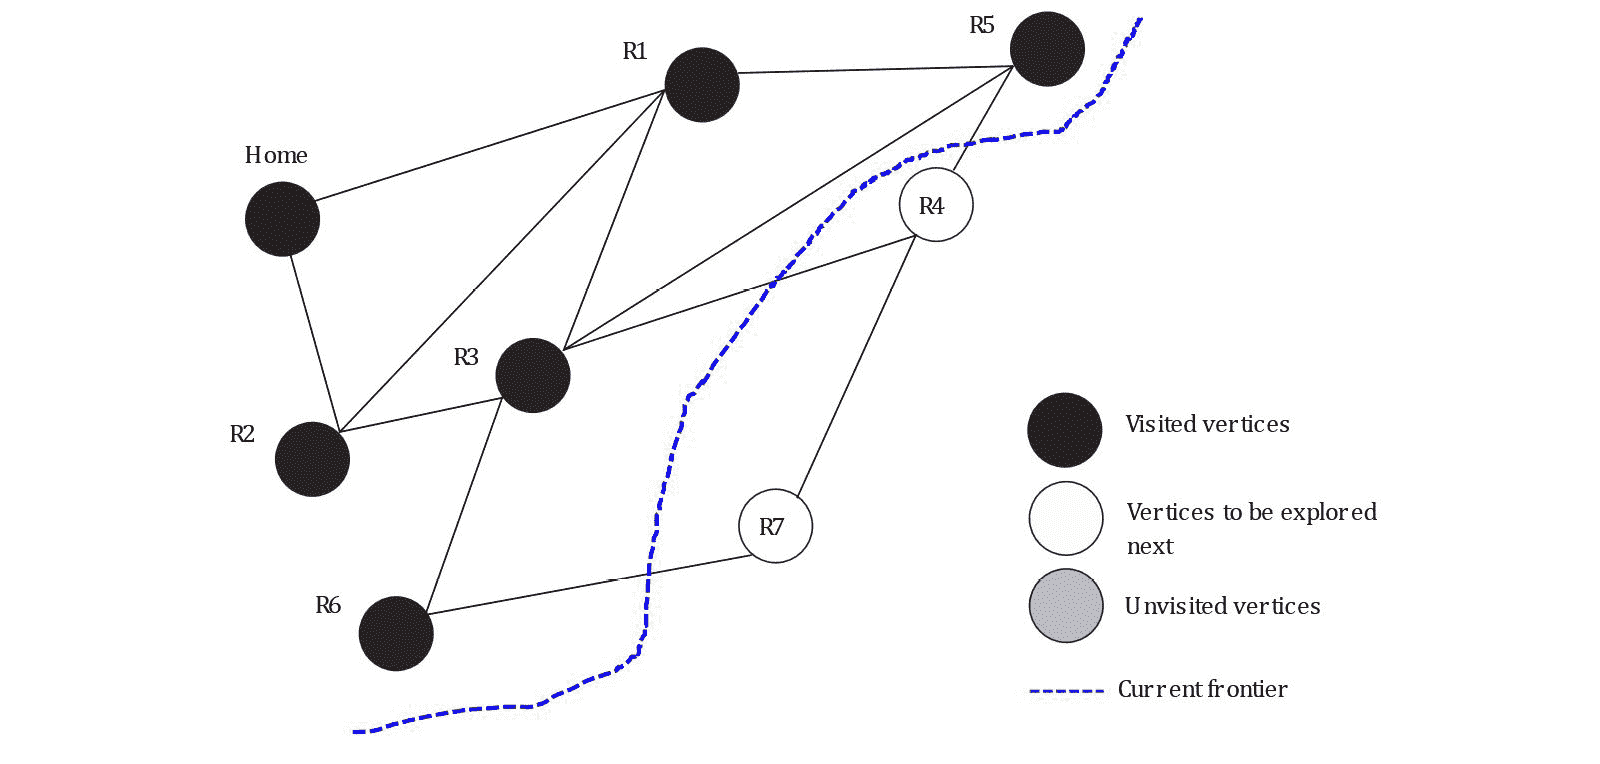 R5
R1
Home
R4
R3
R2
Visited vertices
Vertices to be explored
next
R7
R6
Unvisited vertices
Current frontier